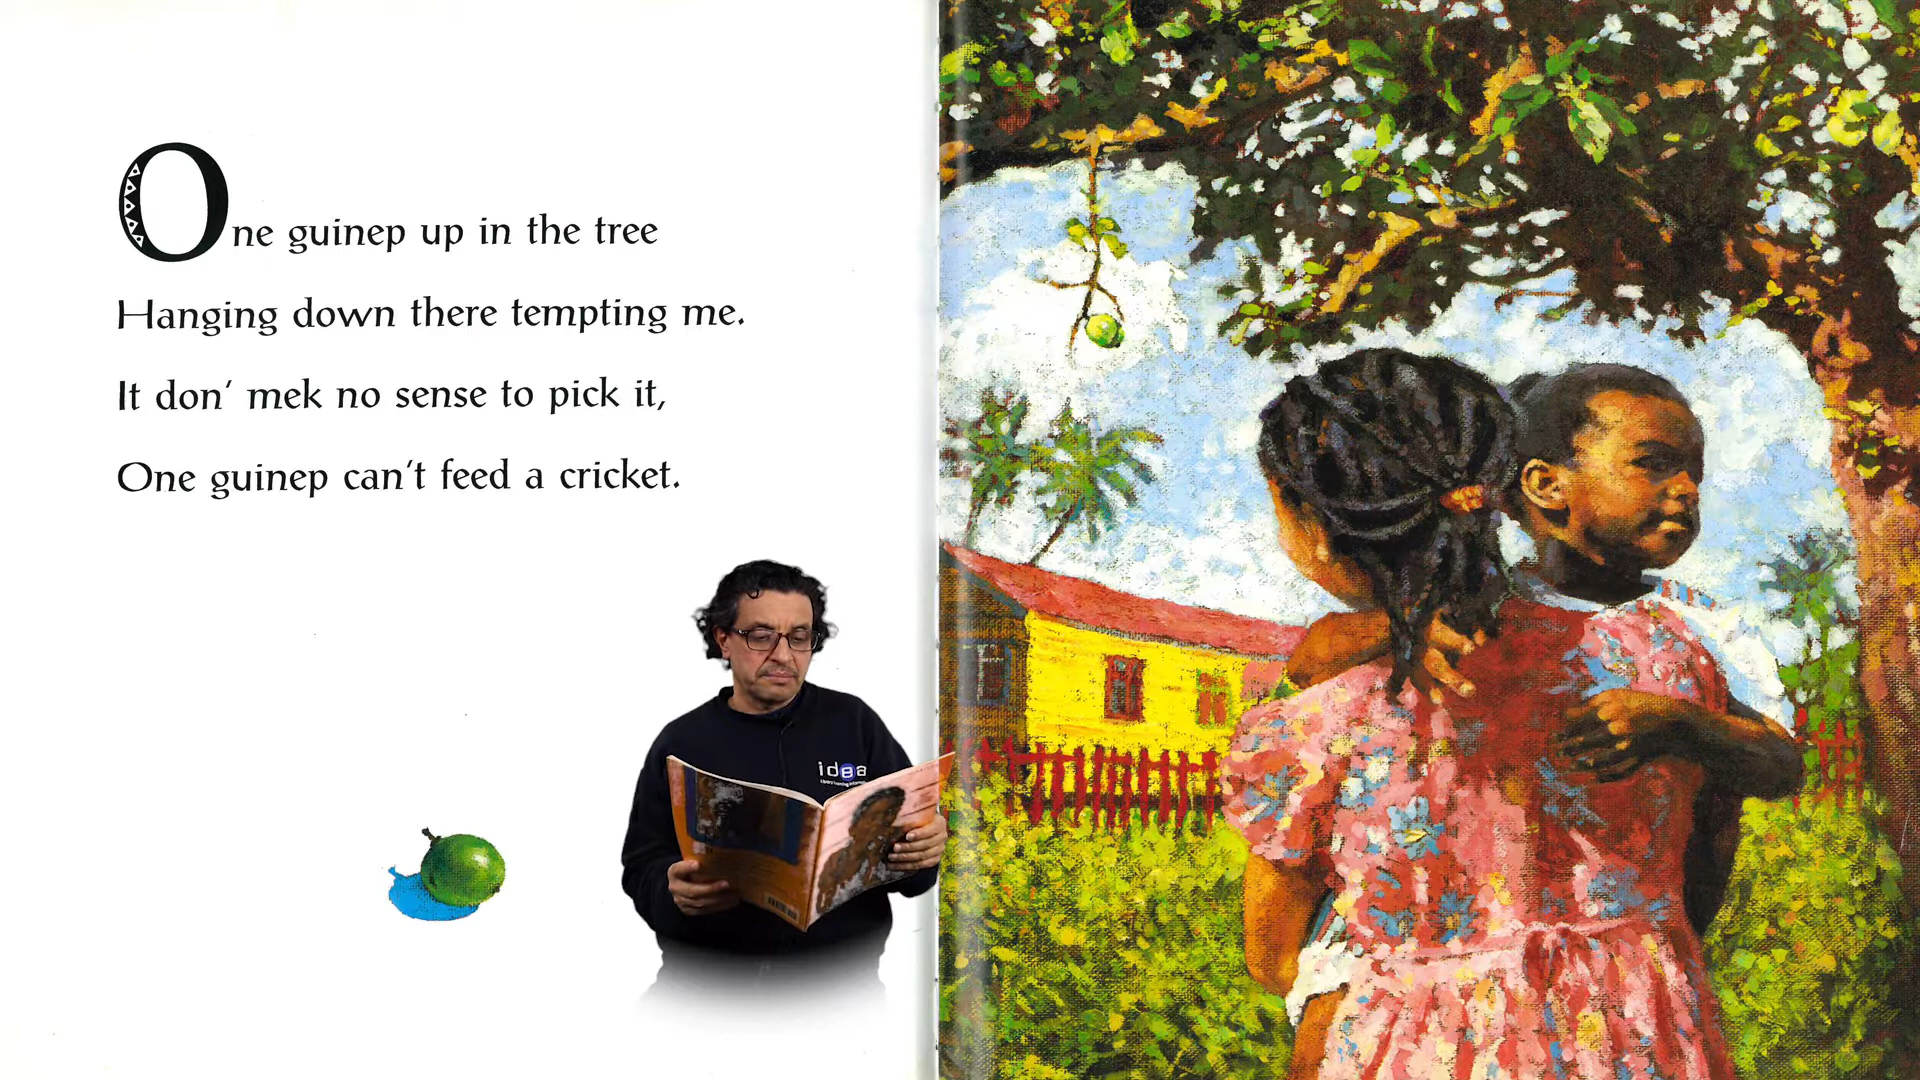 One guinep up in the tree
Hanging down there tempting me.
It don’ mek no sense to pick it,
One guinep can’t feed a cricket.
idea